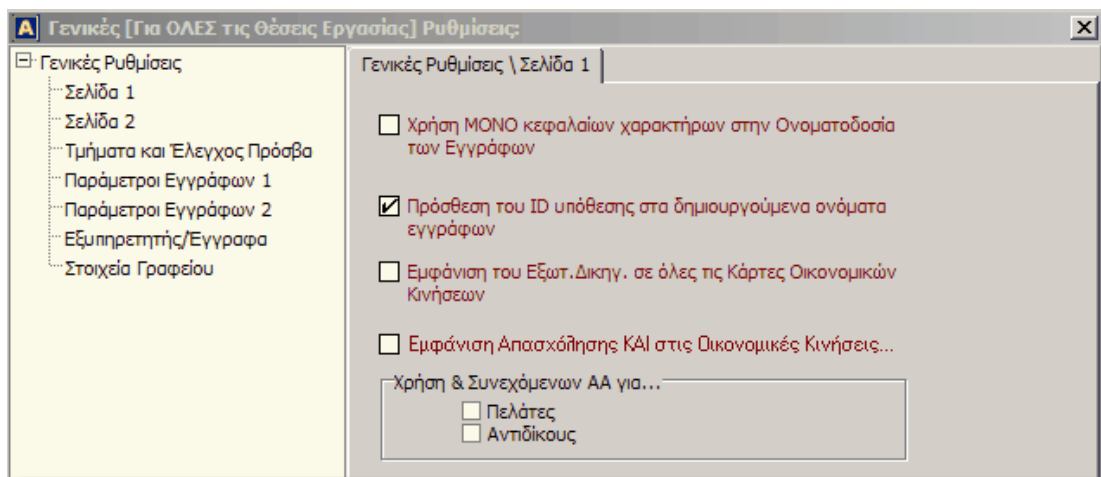 Γενικές [Για ΟΛΕΣ τις Θέσεις Εργασίας] Ρυθμίσεις:
Γενικές Ρυθμίσεις
Σελίδα 1
Σελίδα 2
Τμήματα και Έλεγχος Πρόσβα
Παράμετροι Εγγράφων 1
Παράμετροι Εγγράφων 2
Εξυπηρετητής/Έγγραφα
Στοιχεία Γραφείου
Γενικές Ρυθμίσεις \ Σελίδα 1
Χρήση ΜΟΝΟ κεφαλαίων χαρακτήρων στην Ονοματοδοσία
των Εγγράφων
Πρόσθεση του ID υπόθεσης στα δημιουργούμενα ονόματα
εγγράφων
Εμφάνιση του Εξωτ.Δικηγ. σε όλες τις Κάρτες Οικονομικών
Κινήσεων
Εμφάνιση Απασχόλησης ΚΑΙ στις Οικονομικές Κινήσεις...
Χρήση & Συνεχόμενων ΑΑ για...
Πελάτες
Αντιδίκους